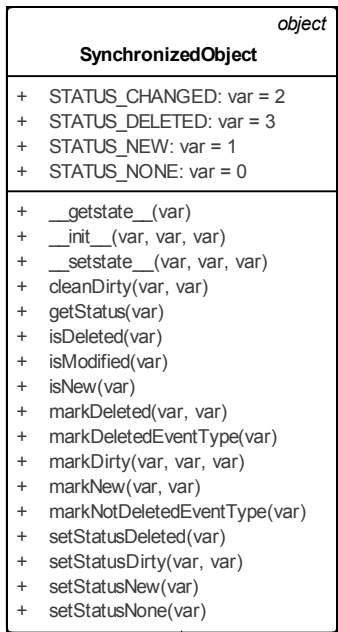 object
SynchronizedObject
+ STATUS_CHANGED: var = 2
+ STATUS_DELETED: var = 3
+ STATUS_NEW: var = 1
+ STATUS_NONE: var = 0
+ __getstate__(var)
+ __init__(var, var, var)
+ __setstate__(var, var, var)
+ cleanDirty(var)
+ getStatus(var)
+ isDeleted(var)
+ isModified(var)
+ isNew(var)
+ markDeleted(var, var)
+ markDeletedEventType(var)
+ markDirty(var, var, var)
+ markNew(var, var)
+ markNotDeletedEventType(var)
+ setStatusDeleted(var)
+ setStatusDirty(var, var)
+ setStatusNew(var)
+ setStatusNone(var)